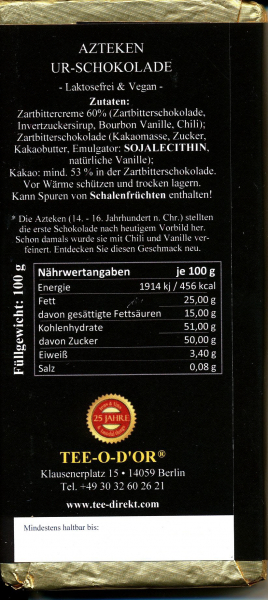 AZTEKEN
UR-SCHOKOLADE
- Laktosefrei & Vegan -
Zutaten:
Zartbittercreme 60% (Zartbitterschokolade,
Invertzuckersirup, Bourbon Vanille, Chili);
Zartbitterschokolade (Kakaomasse, Zucker,
Kakaobutter, Emulgator: SOJALECITHIN,
natürliche Vanille);
Kakao: mind. 53 % in der Zartbitterschokolade.
Vor Wärme schützen und trocken lagern.
Kann Spuren von Schalenfrüchten enthalten!
* Die Azteken (14. - 16. Jahrhundert n. Chr.) stellten
die erste Schokolade nach heutigem Vorbild her.
Schon damals wurde sie mit Chili und Vanille ver-
feinert. Entdecken Sie diesen Geschmack neu.
Füllgewicht: 100 g
Nährwertangaben je 100 g
Energie 1914 kj / 456 kcal
Fett 25,00 g
davon gesättigte Fettsäuren 15,00 g
Kohlenhydrate 51,00 g
davon Zucker 50,00 g
Eiweiß 3,40 g
Salz 0,08 g
25 JAHRE
TEE-O-D'OR®
Klausenerplatz 15 • 14059 Berlin
Tel. +49 30 32 60 26 21
www.tee-direkt.com
Mindestens haltbar bis: